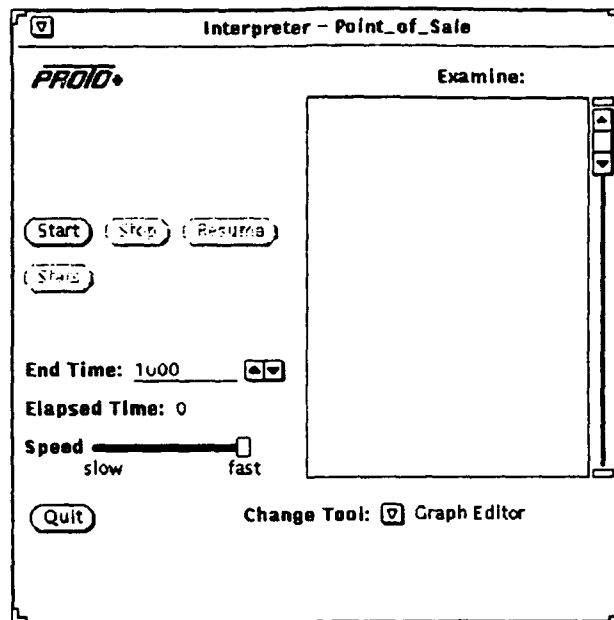 Interpreter - Point_of_Sale
PROTO+
Examine:
Start Stop Resume
Stats
End Time: 1000
Elapsed Time: 0
Speed
slow fast
Quit
Change Tool: Graph Editor